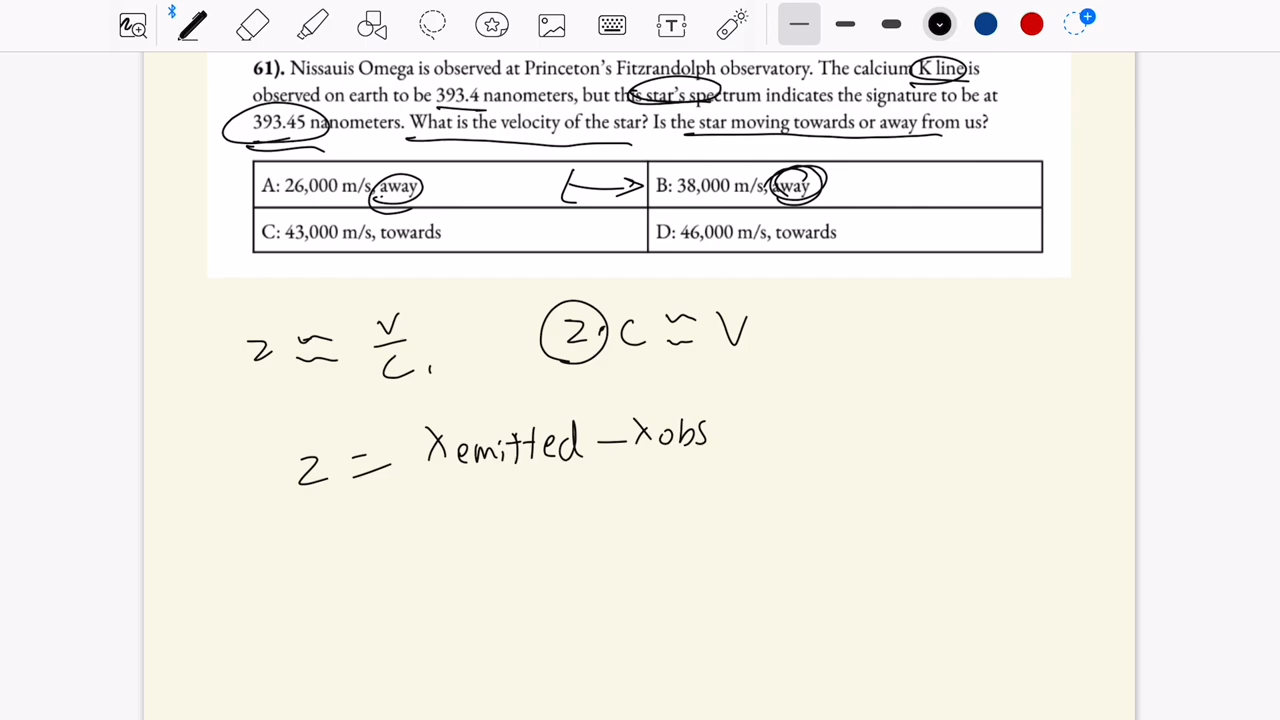 61). Nissauis Omega is observed at Princeton's Fitzrandolph observatory. The calcium K line is
observed on earth to be 393.4 nanometers, but this star's spectrum indicates the signature to be at
393.45 nanometers. What is the velocity of the star? Is the star moving towards or away from us?
A: 26,000 m/s, away
B: 38,000 m/s, away
C: 43,000 m/s, towards
D: 46,000 m/s, towards
z ≈ v/c.
z · c ≈ v
z = λ emitted − λ obs